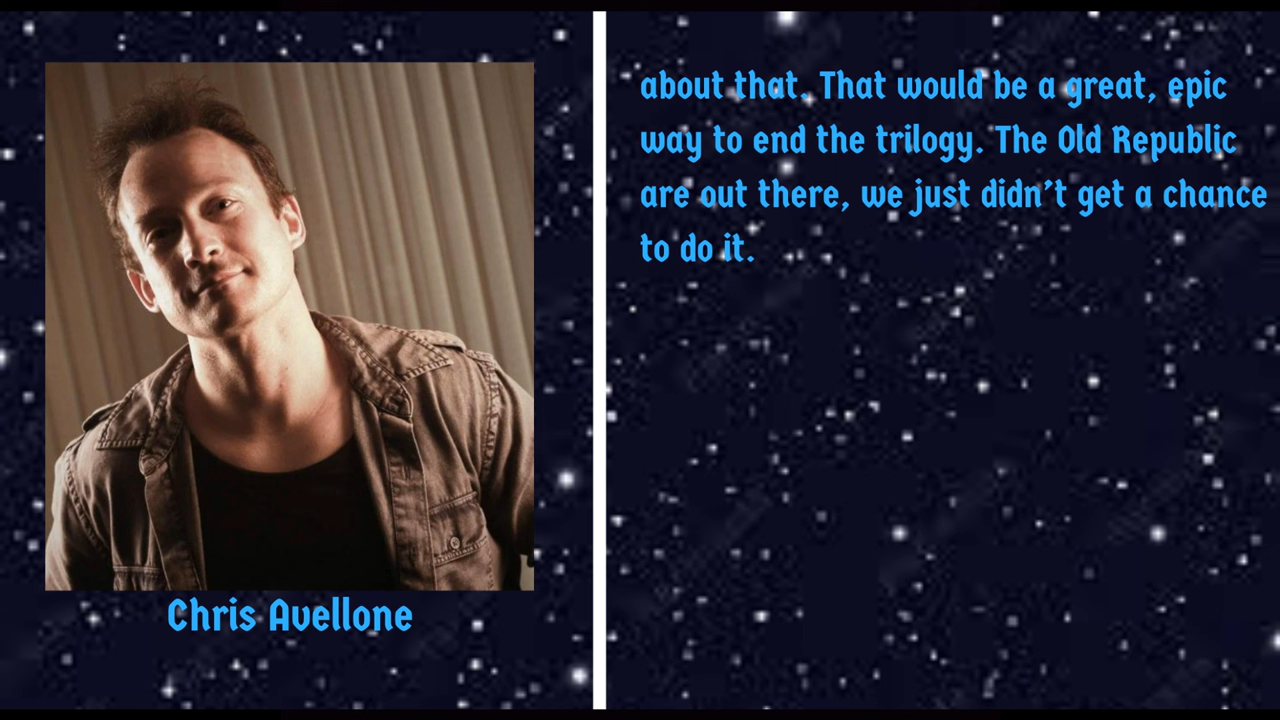 about that. That would be a great, epic
way to end the trilogy. The Old Republic
are out there, we just didn't get a chance
to do it.
Chris Avellone